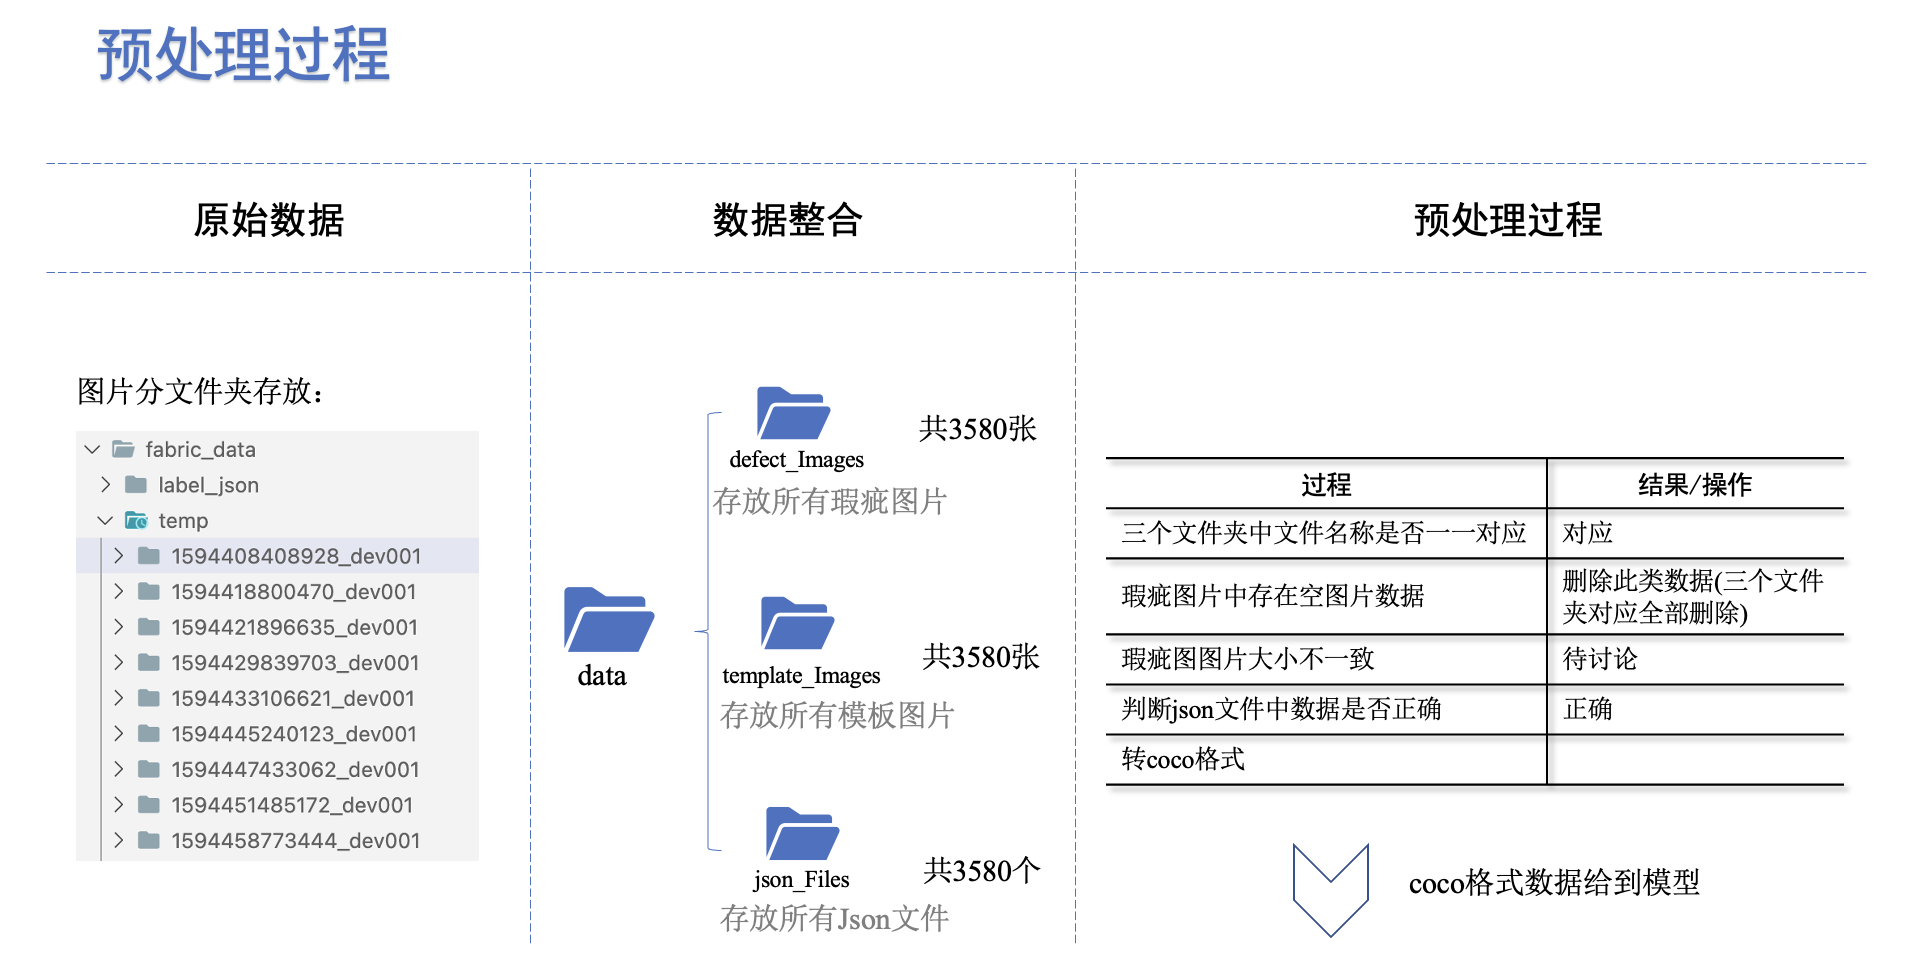 预处理过程
原始数据
数据整合
预处理过程
图片分文件夹存放：
fabric_data
label_json
temp
1594408408928_dev001
1594418800470_dev001
1594421896635_dev001
1594429839703_dev001
1594433106621_dev001
1594445240123_dev001
1594447433062_dev001
1594451485172_dev001
1594458773444_dev001
data
defect_Images
共3580张
存放所有瑕疵图片
template_Images
共3580张
存放所有模板图片
json_Files
共3580个
存放所有Json文件
过程
结果/操作
三个文件夹中文件名称是否一一对应
对应
瑕疵图片中存在空图片数据
删除此类数据(三个文件
夹对应全部删除)
瑕疵图图片大小不一致
待讨论
判断json文件中数据是否正确
正确
转coco格式
coco格式数据给到模型